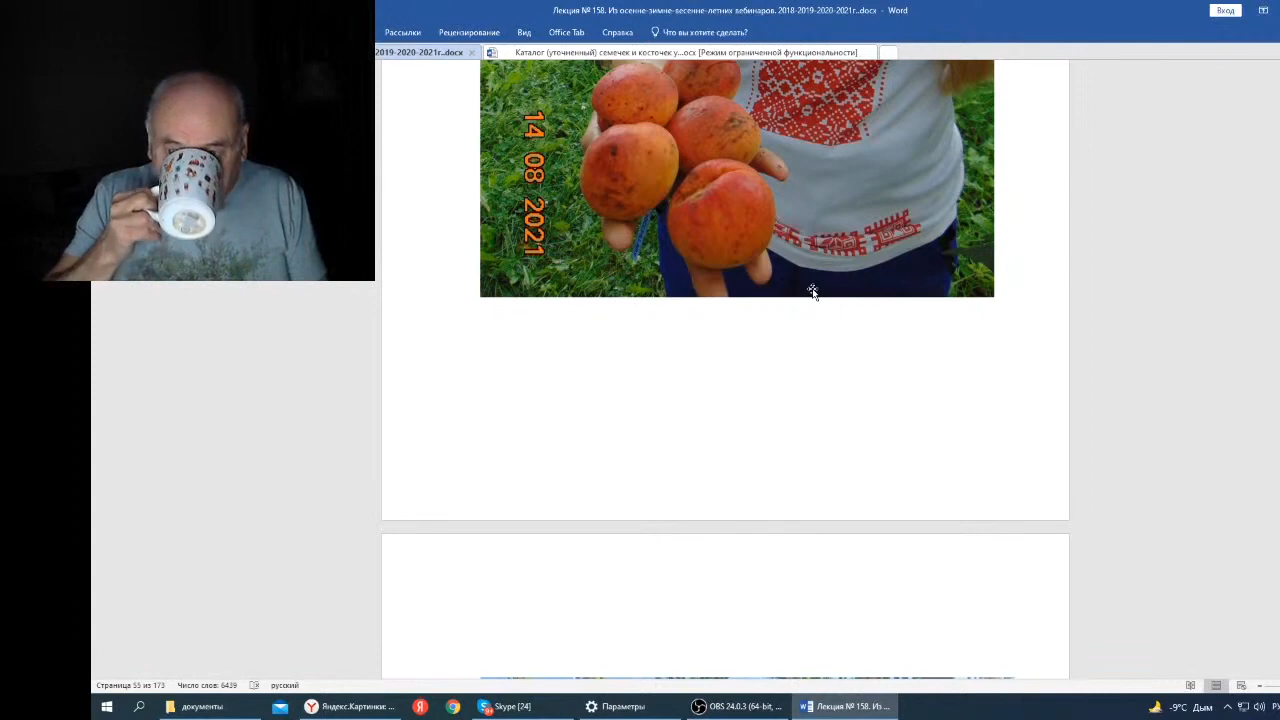 Лекция № 158. Из осенне-зимне-весенне-летних вебинаров. 2018-2019-2020-2021г..docx - Word
Вход
Рассылки Рецензирование Вид Office Tab Справка Что вы хотите сделать?
2019-2020-2021г..docx
Каталог (уточненный) семечек и косточек у...осх [Режим ограниченной функциональности]
14 08 2021
Страница 55 из 173 Число слов: 6439 русский
документы
Яндекс.Картинки: ...
Skype [24]
Параметры
OBS 24.0.3 (64-bit, ...
Лекция № 158. Из ...
-9°C Дым